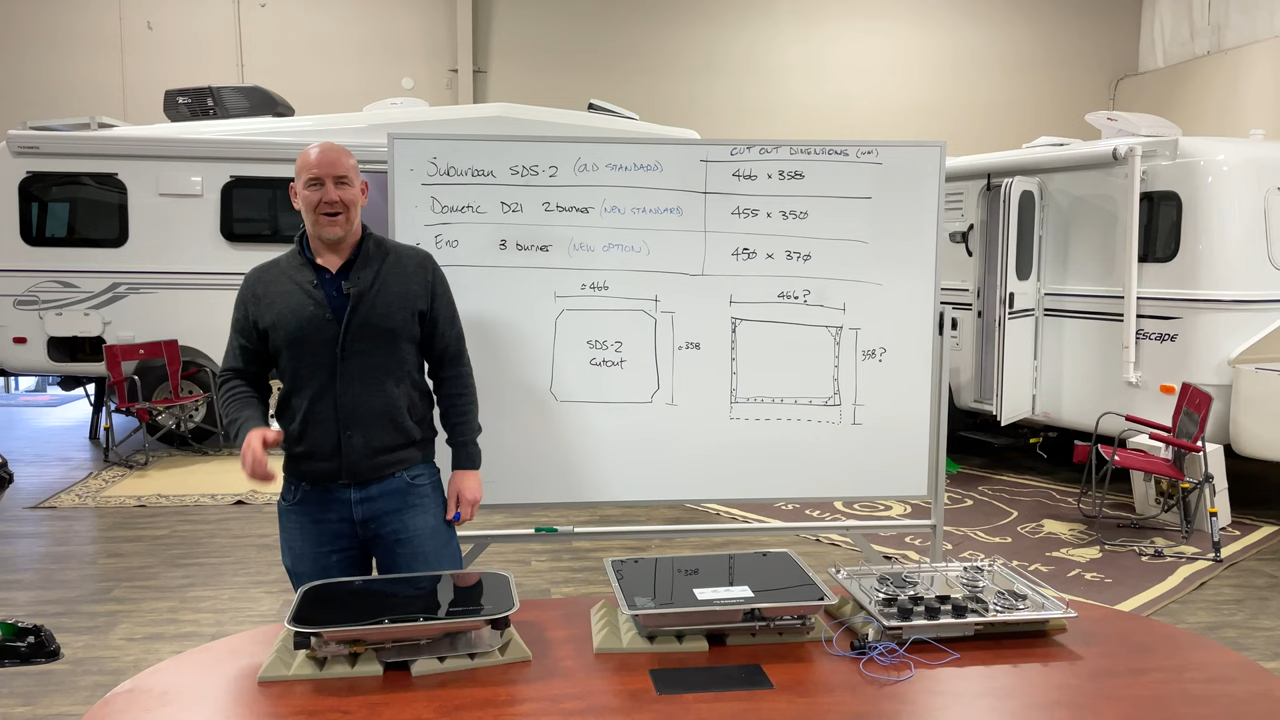 CUT OUT DIMENSIONS (MM)
- Suburban SDS-2 (OLD STANDARD) 466 x 358
- Dometic D21 2 burner (NEW STANDARD) 455 x 350
- Eno 3 burner (NEW OPTION) 450 x 370
≈466
466?
SDS-2
cutout
≈358
358?
Escape